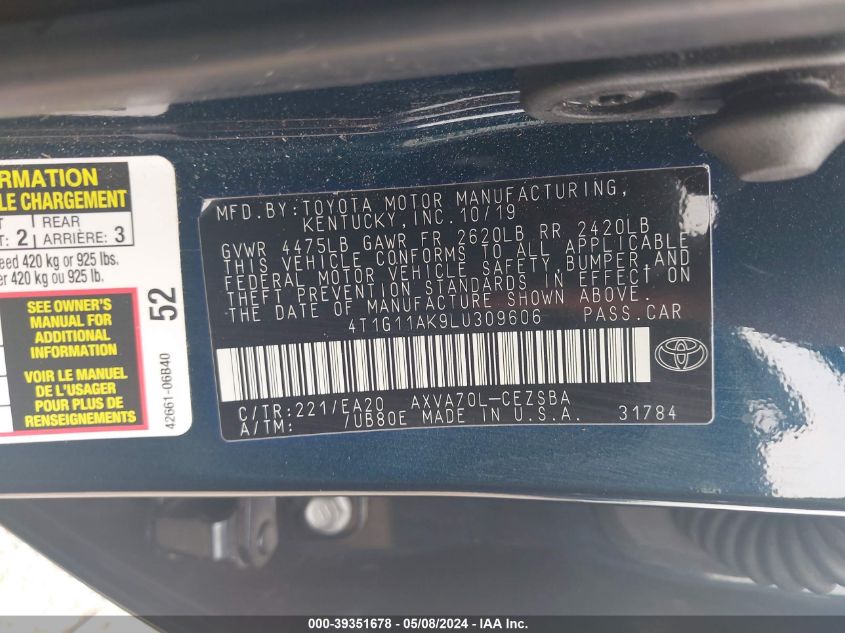 RMATION
LE CHARGEMENT
T REAR
T: 2 ARRIÈRE: 3
eed 420 kg or 925 lbs.
er 420 kg ou 925 lb.
SEE OWNER'S
MANUAL FOR
ADDITIONAL
INFORMATION
VOIR LE MANUEL
DE L'USAGER
POUR PLUS DE
RENSEIGNEMENTS
52
42661-06B40
MFD.BY:TOYOTA MOTOR MANUFACTURING,
KENTUCKY,INC.10/19
GVWR 4475LB GAWR FR 2620LB RR 2420LB
THIS VEHICLE CONFORMS TO ALL APPLICABLE
FEDERAL MOTOR VEHICLE SAFETY,BUMPER AND
THEFT PREVENTION STANDARDS IN EFFECT ON
THE DATE OF MANUFACTURE SHOWN ABOVE.
4T1G11AK9LU309606 PASS.CAR
C/TR:221/EA20 AXVA70L-CEZSBA
A/TM: /UB80E MADE IN U.S.A. 31784
000-39351678 - 05/08/2024 - IMPACT AUCTIONS - LLC